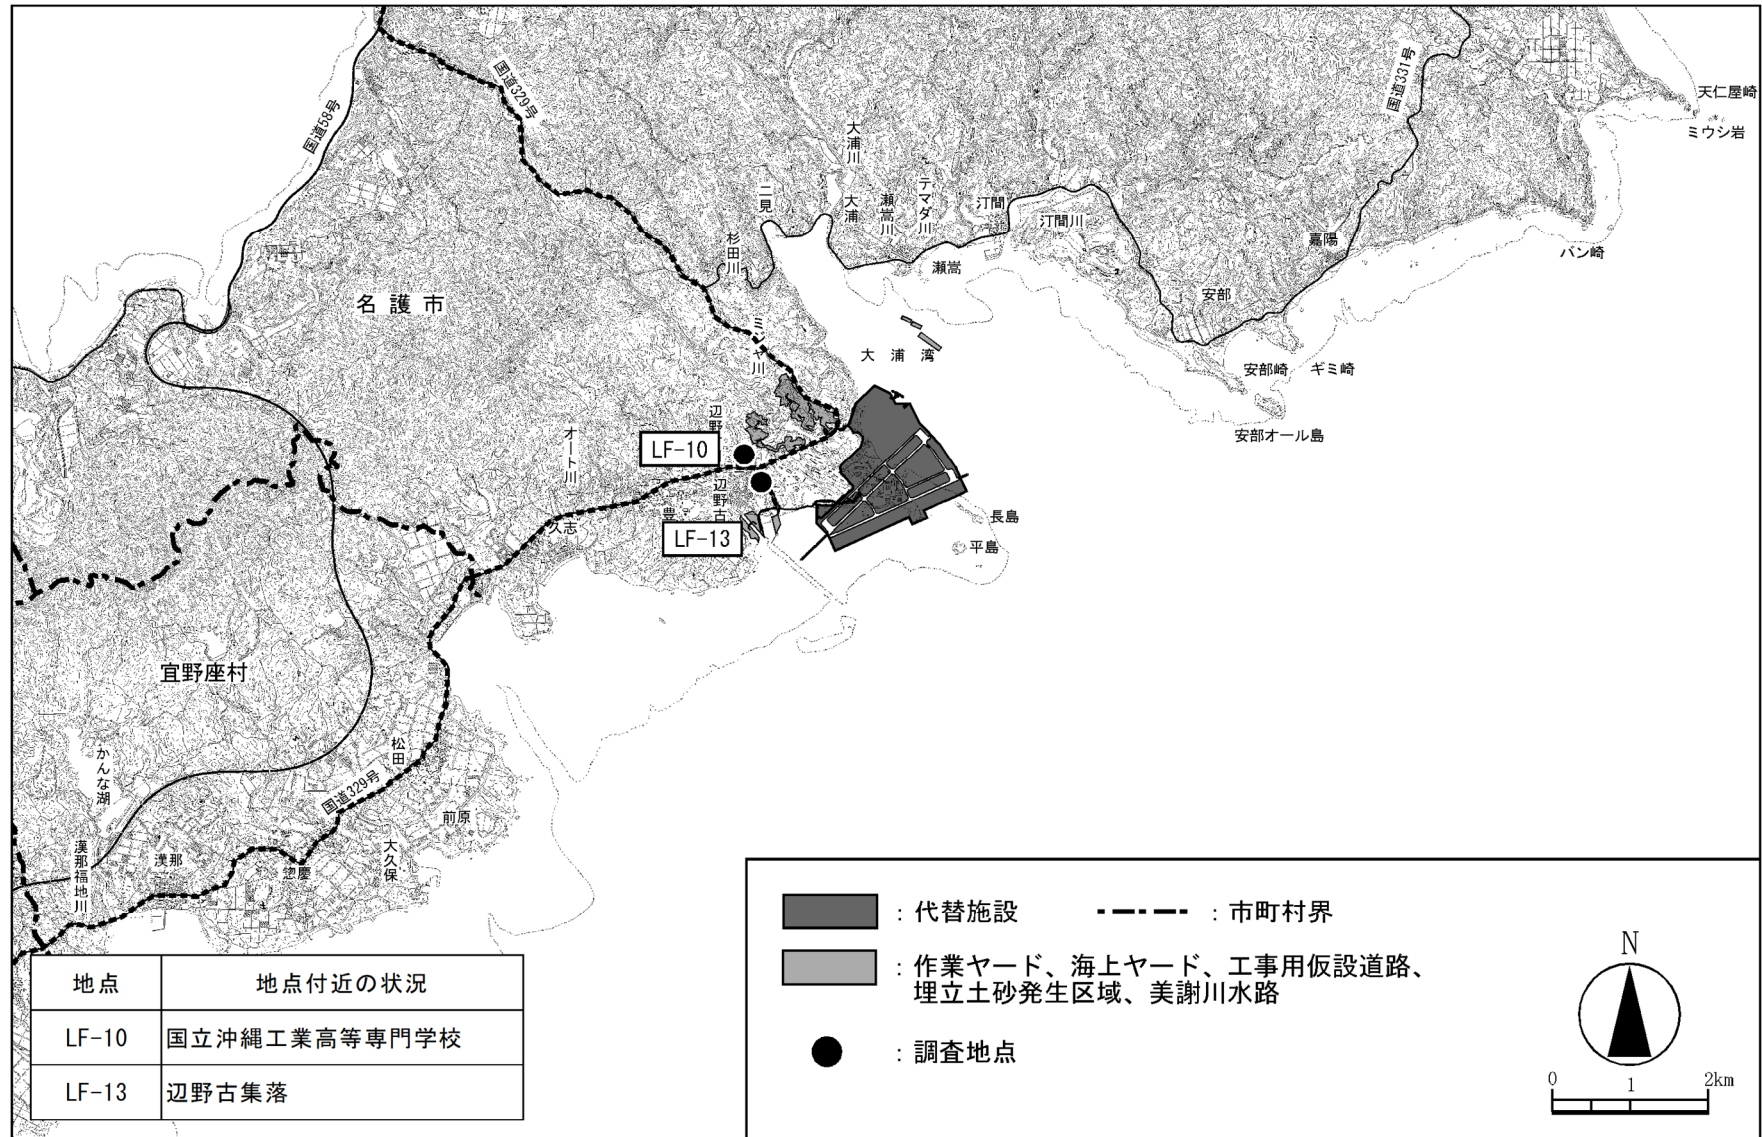 国道58号
国道329号
国道331号
天仁屋崎
ミウシ岩
バン崎
大浦川
大浦
二見
瀬嵩川
テマダ川
汀間
汀間川
瀬嵩
嘉陽
安部
杉田川
名護市
大浦湾
安部崎
ギミ崎
安部オール島
オート川
LF-10
辺野古
LF-13
久志
長島
平島
宜野座村
かんな湖
松田
国道329号
前原
大久保
惣慶
漢那
漢那福地川
地点
地点付近の状況
LF-10
国立沖縄工業高等専門学校
LF-13
辺野古集落
：代替施設
：市町村界
：作業ヤード、海上ヤード、工事用仮設道路、
埋立土砂発生区域、美謝川水路
：調査地点
N
0 1 2km